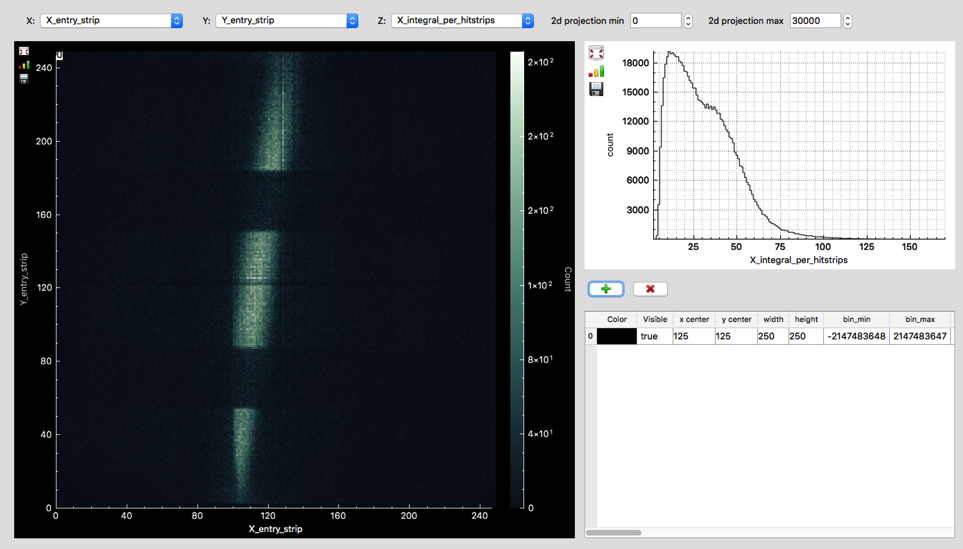 X: X_entry_strip Y: Y_entry_strip Z: X_integral_per_hitstrips 2d projection min 0 2d projection max 30000
0
240
200
160
120
80
40
0
Y_entry_strip
0 40 80 120 160 200 240
X_entry_strip
2×10²
2×10²
2×10²
1×10²
8×10¹
4×10¹
0
Count
18000
15000
12000
9000
6000
3000
count
25 50 75 100 125 150
X_integral_per_hitstrips
Color Visible x center y center width height bin_min bin_max
0 true 125 125 250 250 -2147483648 2147483647